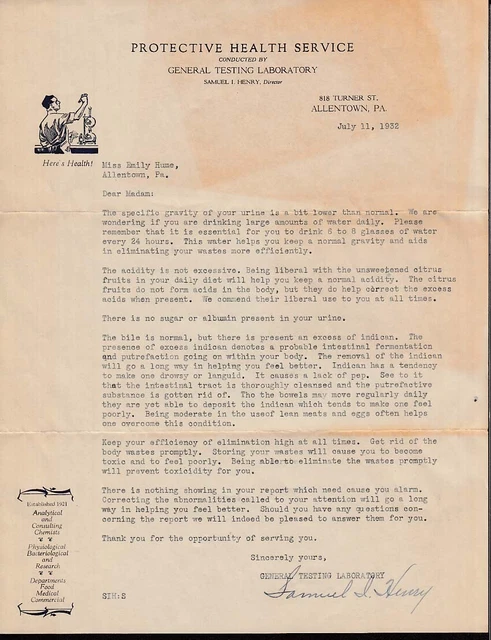 PROTECTIVE HEALTH SERVICE
CONDUCTED BY
GENERAL TESTING LABORATORY
SAMUEL I. HENRY, Director
818 TURNER ST.
ALLENTOWN, PA.
July 11, 1932
Here's Health!
Miss Emily Hume,
Allentown, Pa.
Dear Madam:
The specific gravity of your urine is a bit lower than normal. We are
wondering if you are drinking large amounts of water daily. Please
remember that it is essential for you to drink 6 to 8 glasses of water
every 24 hours. This water helps you keep a normal gravity and aids
in eliminating your wastes more efficiently.
The acidity is not excessive. Being liberal with the unsweetened citrus
fruits in your daily diet will help you keep a normal acidity. The citrus
fruits do not form acids in the body, but they do help correct the excess
acids when present. We commend their liberal use to you at all times.
There is no sugar or albumin present in your urine.
The bile is normal, but there is present an excess of indican. The
presence of excess indican denotes a probable intestinal fermentation
and putrefaction going on within your body. The removal of the indican
will go a long way in helping you feel better. Indican has a tendency
to make one drowsy or languid. It causes a lack of pep. See to it
that the intestinal tract is thoroughly cleansed and the putrefactive
substance is gotten rid of. Tho the bowels may move regularly daily
they are yet able to deposit the indican which tends to make one feel
poorly. Being moderate in the useof lean meats and eggs often helps
one overcome this condition.
Keep your efficiency of elimination high at all times. Get rid of the
body wastes promptly. Storing your wastes will cause you to become
toxic and to feel poorly. Being able to eliminate the wastes promptly
will prevent toxicidity for you.
There is nothing showing in your report which need cause you alarm.
Correcting the abnormalities called to your attention will go a long
way in helping you feel better. Should you have any questions con-
cerning the report we will indeed be pleased to answer them for you.
Thank you for the opportunity of serving you.
Sincerely yours,
GENERAL TESTING LABORATORY
Samuel I. Henry
SIH:S
Established 1921
Analytical
and
Consulting
Chemists
Physiological
Bacteriological
and
Research
Departments
Food
Medical
Commercial